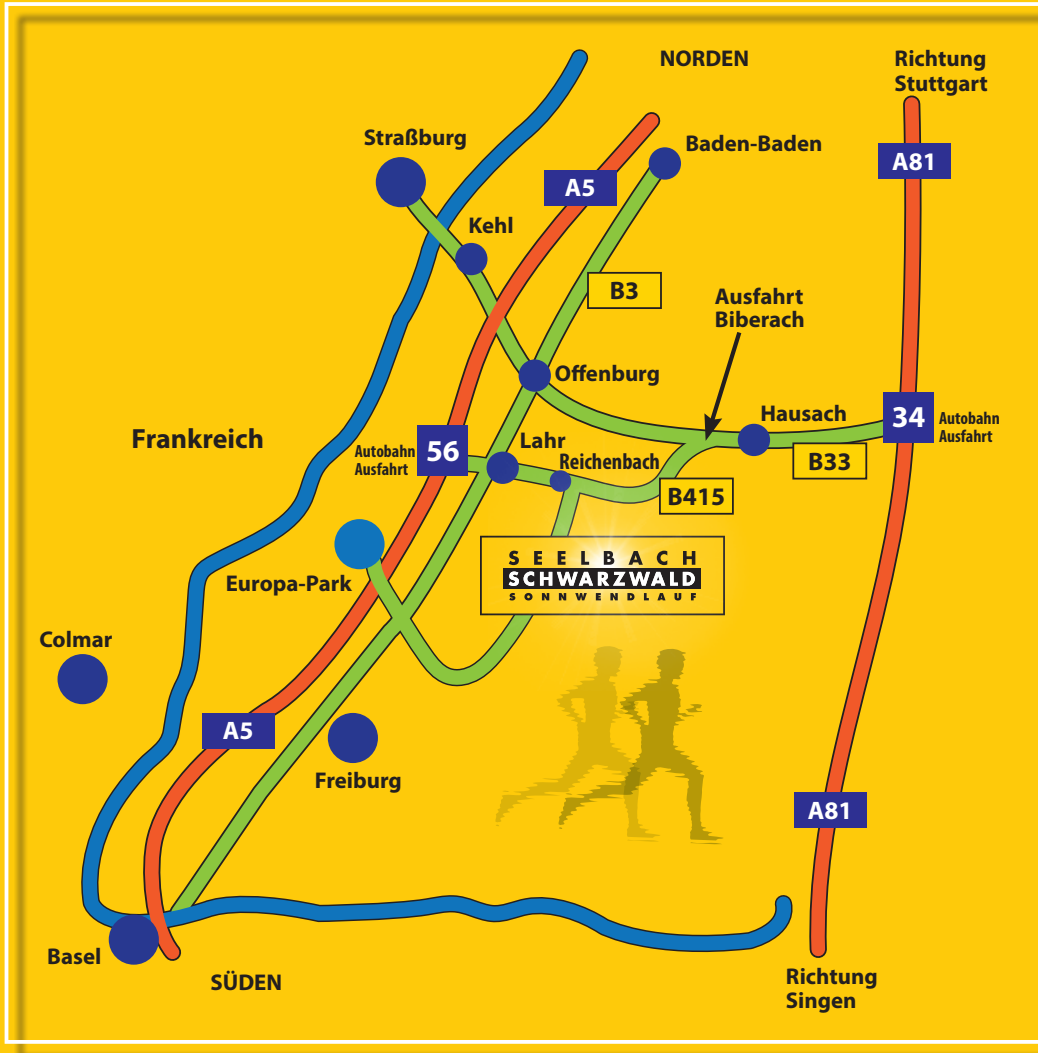 NORDEN
Richtung
Stuttgart
Straßburg
Baden-Baden
A81
A5
Kehl
B3
Ausfahrt
Biberach
Offenburg
Hausach
34
Autobahn
Ausfahrt
Frankreich
Autobahn
Ausfahrt
56
Lahr
Reichenbach
B33
B415
SEELBACH
SCHWARZWALD
SONNWENDLAUF
Europa-Park
Colmar
A5
Freiburg
A81
Basel
SÜDEN
Richtung
Singen